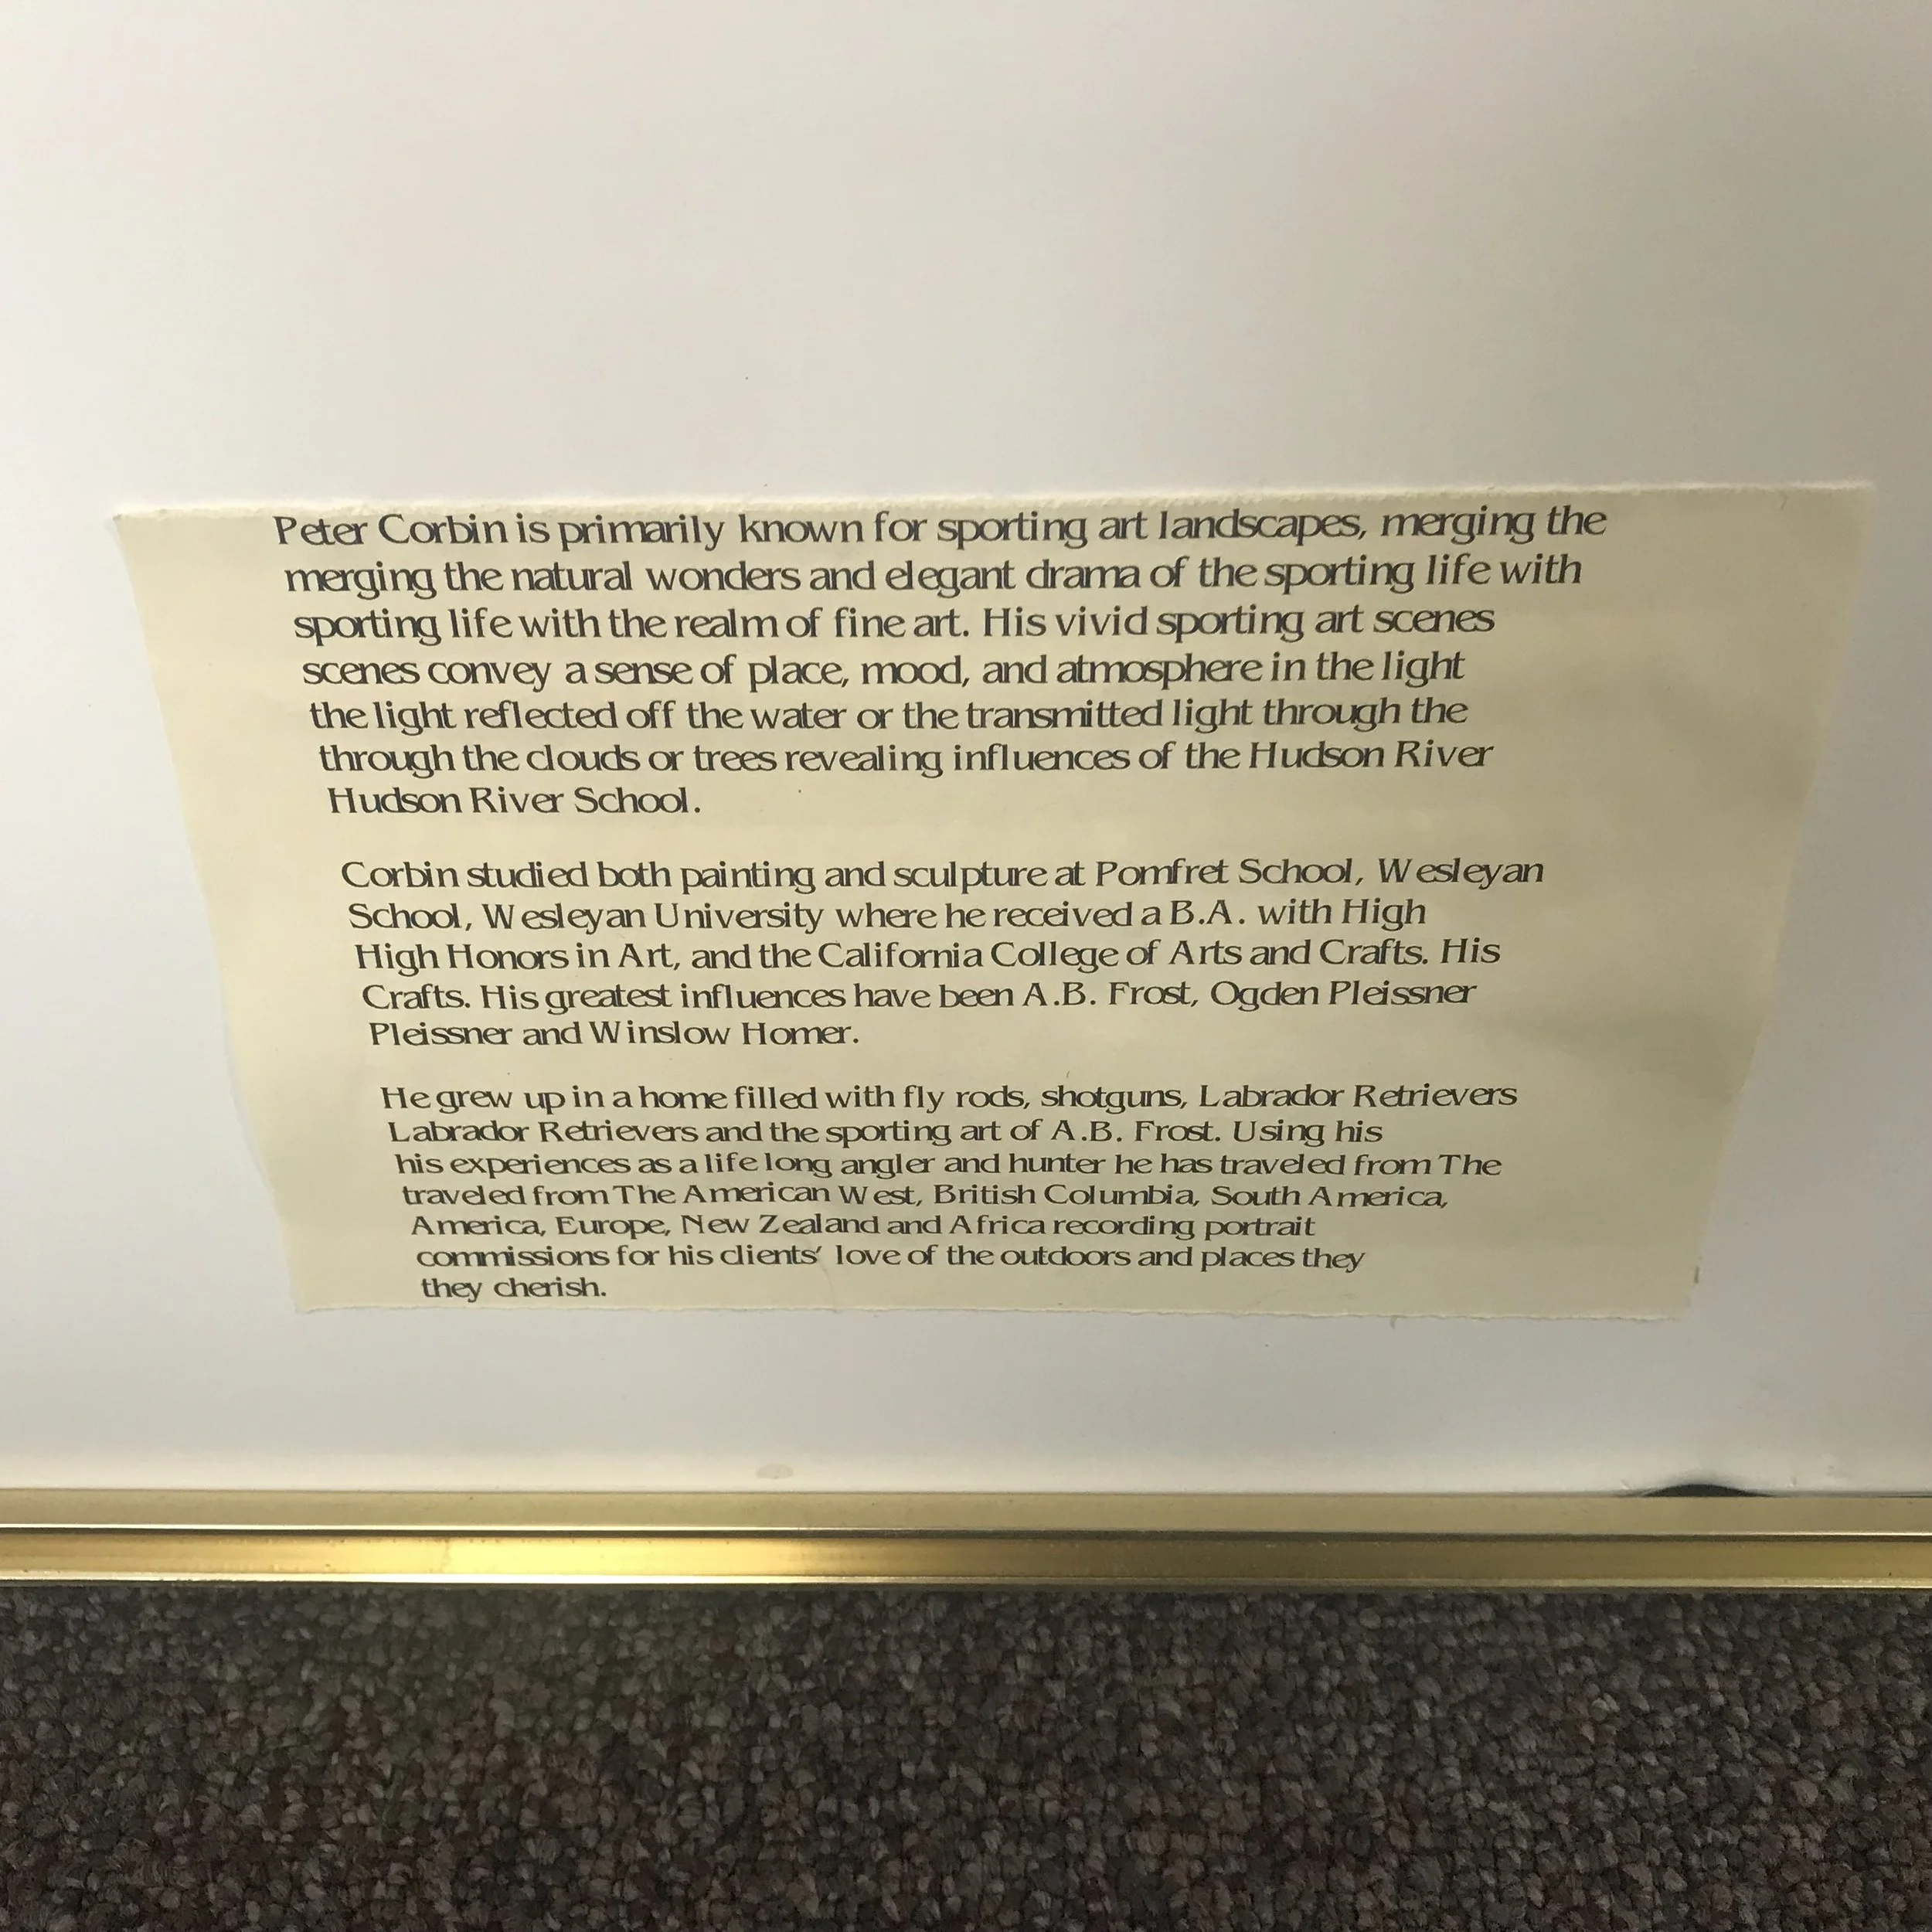 Peter Corbin is primarily known for sporting art landscapes, merging the
merging the natural wonders and elegant drama of the sporting life with
sporting life with the realm of fine art. His vivid sporting art scenes
scenes convey a sense of place, mood, and atmosphere in the light
the light reflected off the water or the transmitted light through the
through the clouds or trees revealing influences of the Hudson River
Hudson River School.
Corbin studied both painting and sculpture at Pomfret School, Wesleyan
School, Wesleyan University where he received a B.A. with High
High Honors in Art, and the California College of Arts and Crafts. His
Crafts. His greatest influences have been A.B. Frost, Ogden Pleissner
Pleissner and Winslow Homer.
He grew up in a home filled with fly rods, shotguns, Labrador Retrievers
Labrador Retrievers and the sporting art of A.B. Frost. Using his
his experiences as a life long angler and hunter he has traveled from The
traveled from The American West, British Columbia, South America,
America, Europe, New Zealand and Africa recording portrait
commissions for his clients' love of the outdoors and places they
they cherish.